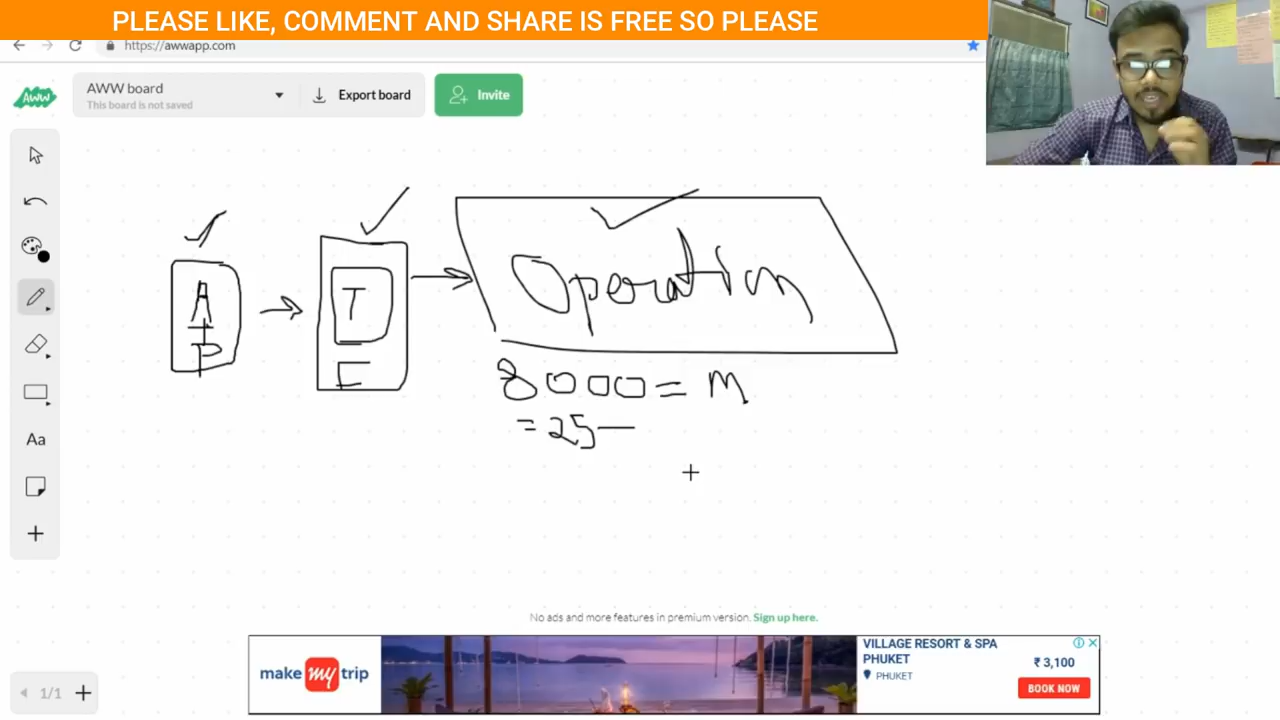 PLEASE LIKE, COMMENT AND SHARE IS FREE SO PLEASE
https://awwapp.com
AWW
AWW board
This board is not saved
Export board
Invite
A
I
P
T
E
Operation
8000 = m
= 25 —
Aa
No ads and more features in premium version. Sign up here.
make my trip
VILLAGE RESORT & SPA
PHUKET
PHUKET
₹ 3,100
BOOK NOW
1/1